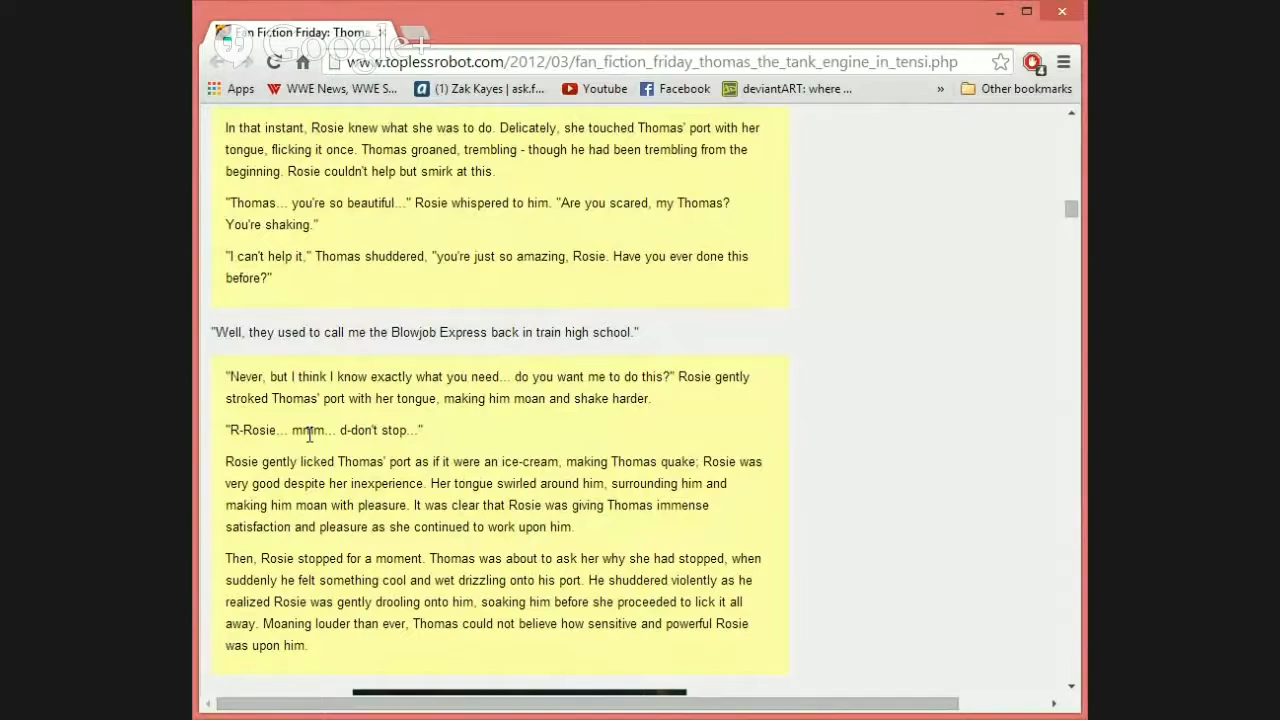 Fan Fiction Friday: Thoma
Google+
www.toplessrobot.com/2012/03/fan_fiction_friday_thomas_the_tank_engine_in_tensi.php
4
Apps WWE News, WWE S... (1) Zak Kayes | ask.f... Youtube Facebook deviantART: where ... » Other bookmarks
In that instant, Rosie knew what she was to do. Delicately, she touched Thomas' port with her
tongue, flicking it once. Thomas groaned, trembling - though he had been trembling from the
beginning. Rosie couldn't help but smirk at this.
"Thomas... you're so beautiful..." Rosie whispered to him. "Are you scared, my Thomas?
You're shaking."
"I can't help it," Thomas shuddered, "you're just so amazing, Rosie. Have you ever done this
before?"
"Well, they used to call me the Blowjob Express back in train high school."
"Never, but I think I know exactly what you need... do you want me to do this?" Rosie gently
stroked Thomas' port with her tongue, making him moan and shake harder.
"R-Rosie... mmm... d-don't stop..."
Rosie gently licked Thomas' port as if it were an ice-cream, making Thomas quake; Rosie was
very good despite her inexperience. Her tongue swirled around him, surrounding him and
making him moan with pleasure. It was clear that Rosie was giving Thomas immense
satisfaction and pleasure as she continued to work upon him.
Then, Rosie stopped for a moment. Thomas was about to ask her why she had stopped, when
suddenly he felt something cool and wet drizzling onto his port. He shuddered violently as he
realized Rosie was gently drooling onto him, soaking him before she proceeded to lick it all
away. Moaning louder than ever, Thomas could not believe how sensitive and powerful Rosie
was upon him.